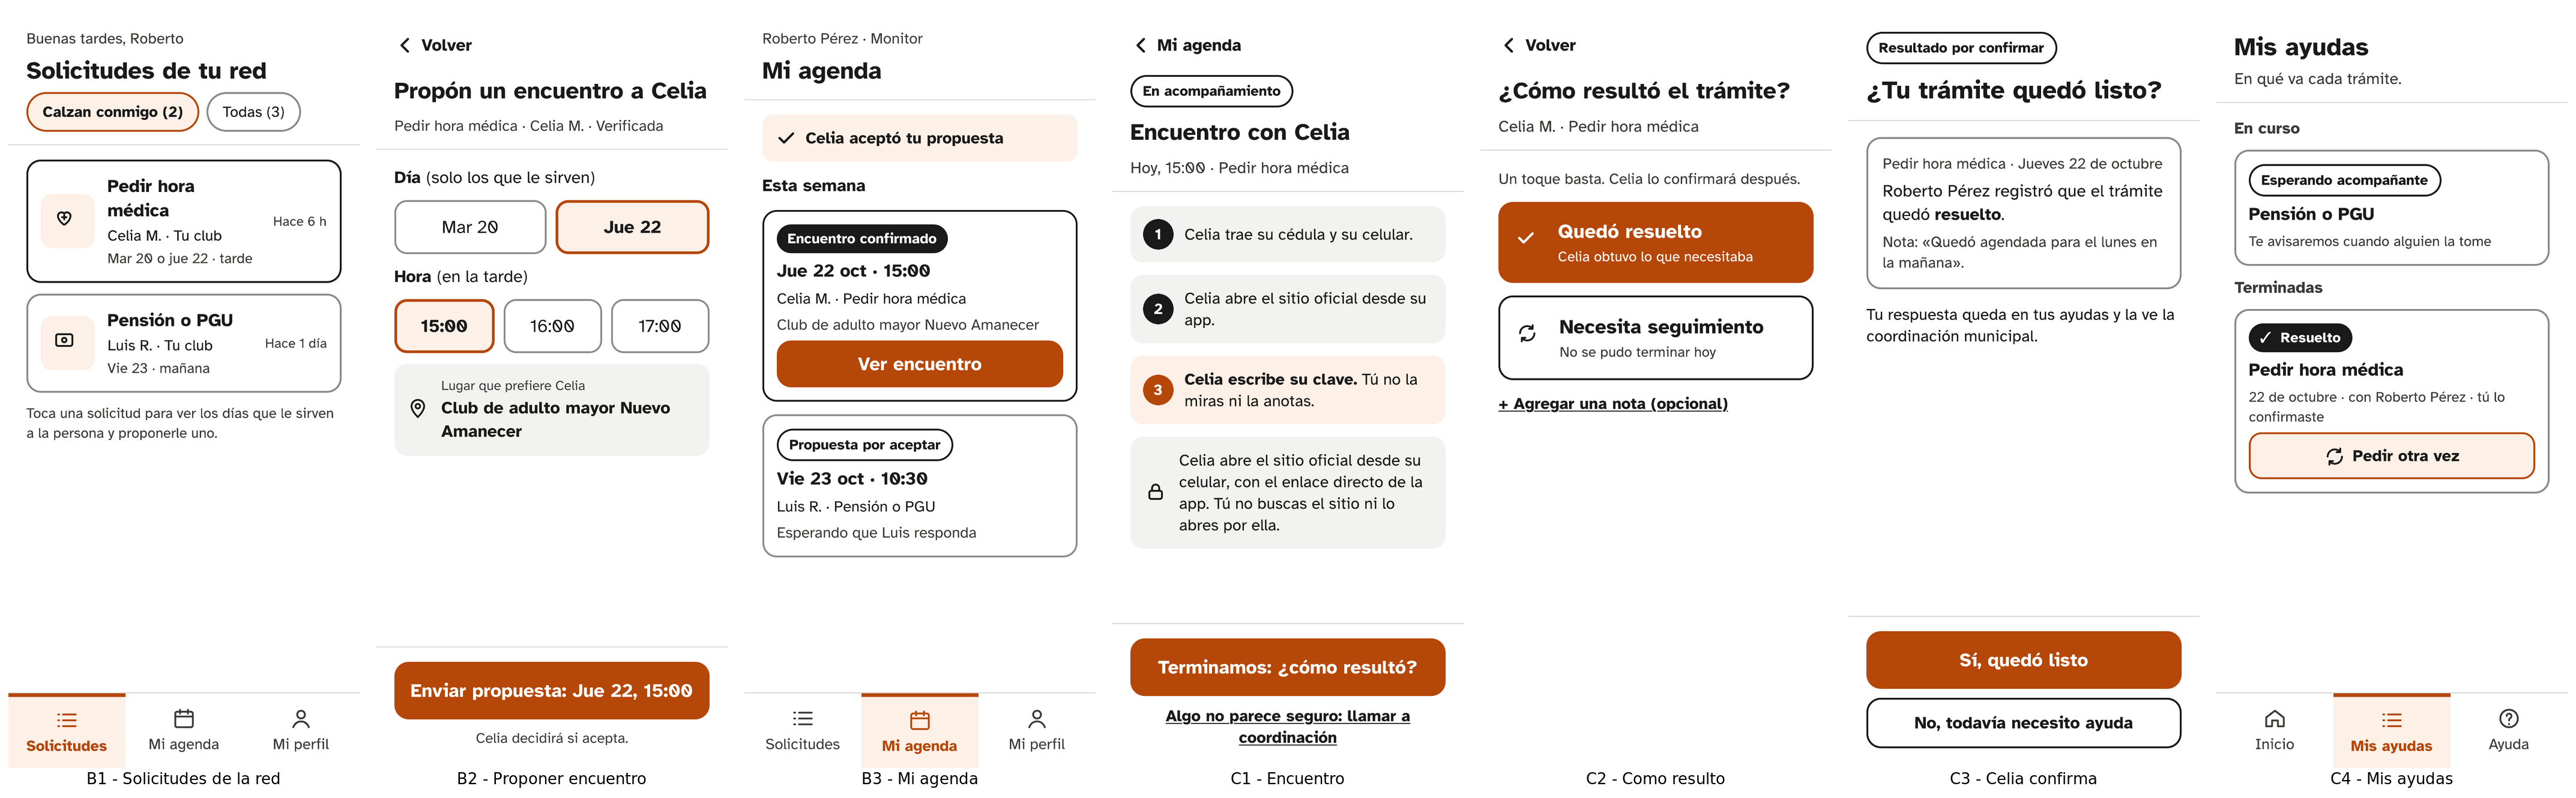 Buenas tardes, Roberto
Solicitudes de tu red
Calzan conmigo (2)
Todas (3)
Pedir hora
médica
Celia M. · Tu club
Mar 20 o jue 22 · tarde
Hace 6 h
Pensión o PGU
Luis R. · Tu club
Vie 23 · mañana
Hace 1 día
Toca una solicitud para ver los días que le sirven
a la persona y proponerle uno.
Solicitudes
Mi agenda
Mi perfil
B1 - Solicitudes de la red
Volver
Propón un encuentro a Celia
Pedir hora médica · Celia M. · Verificada
Día (solo los que le sirven)
Mar 20
Jue 22
Hora (en la tarde)
15:00
16:00
17:00
Lugar que prefiere Celia
Club de adulto mayor Nuevo
Amanecer
Enviar propuesta: Jue 22, 15:00
Celia decidirá si acepta.
B2 - Proponer encuentro
Roberto Pérez · Monitor
Mi agenda
Celia aceptó tu propuesta
Esta semana
Encuentro confirmado
Jue 22 oct · 15:00
Celia M. · Pedir hora médica
Club de adulto mayor Nuevo Amanecer
Ver encuentro
Propuesta por aceptar
Vie 23 oct · 10:30
Luis R. · Pensión o PGU
Esperando que Luis responda
Solicitudes
Mi agenda
Mi perfil
B3 - Mi agenda
Mi agenda
En acompañamiento
Encuentro con Celia
Hoy, 15:00 · Pedir hora médica
1
Celia trae su cédula y su celular.
2
Celia abre el sitio oficial desde su
app.
3
Celia escribe su clave. Tú no la
miras ni la anotas.
Celia abre el sitio oficial desde su
celular, con el enlace directo de la
app. Tú no buscas el sitio ni lo
abres por ella.
Terminamos: ¿cómo resultó?
Algo no parece seguro: llamar a
coordinación
C1 - Encuentro
Volver
¿Cómo resultó el trámite?
Celia M. · Pedir hora médica
Un toque basta. Celia lo confirmará después.
Quedó resuelto
Celia obtuvo lo que necesitaba
Necesita seguimiento
No se pudo terminar hoy
+ Agregar una nota (opcional)
C2 - Como resulto
Resultado por confirmar
¿Tu trámite quedó listo?
Pedir hora médica · Jueves 22 de octubre
Roberto Pérez registró que el trámite
quedó resuelto.
Nota: «Quedó agendada para el lunes en
la mañana».
Tu respuesta queda en tus ayudas y la ve la
coordinación municipal.
Sí, quedó listo
No, todavía necesito ayuda
C3 - Celia confirma
Mis ayudas
En qué va cada trámite.
En curso
Esperando acompañante
Pensión o PGU
Te avisaremos cuando alguien la tome
Terminadas
✓ Resuelto
Pedir hora médica
22 de octubre · con Roberto Pérez · tú lo
confirmaste
Pedir otra vez
Inicio
Mis ayudas
Ayuda
C4 - Mis ayudas